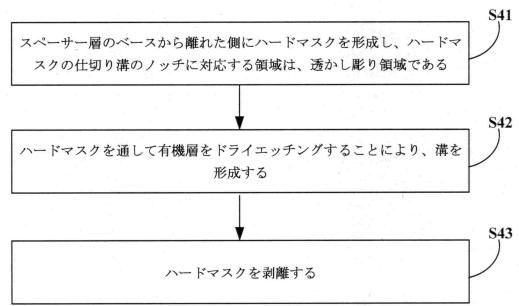 S41
スペーサー層のベースから離れた側にハードマスクを形成し、ハードマ
スクの仕切り溝のノッチに対応する領域は、透かし彫り領域である
S42
ハードマスクを通して有機層をドライエッチングすることにより、溝を
形成する
S43
ハードマスクを剥離する